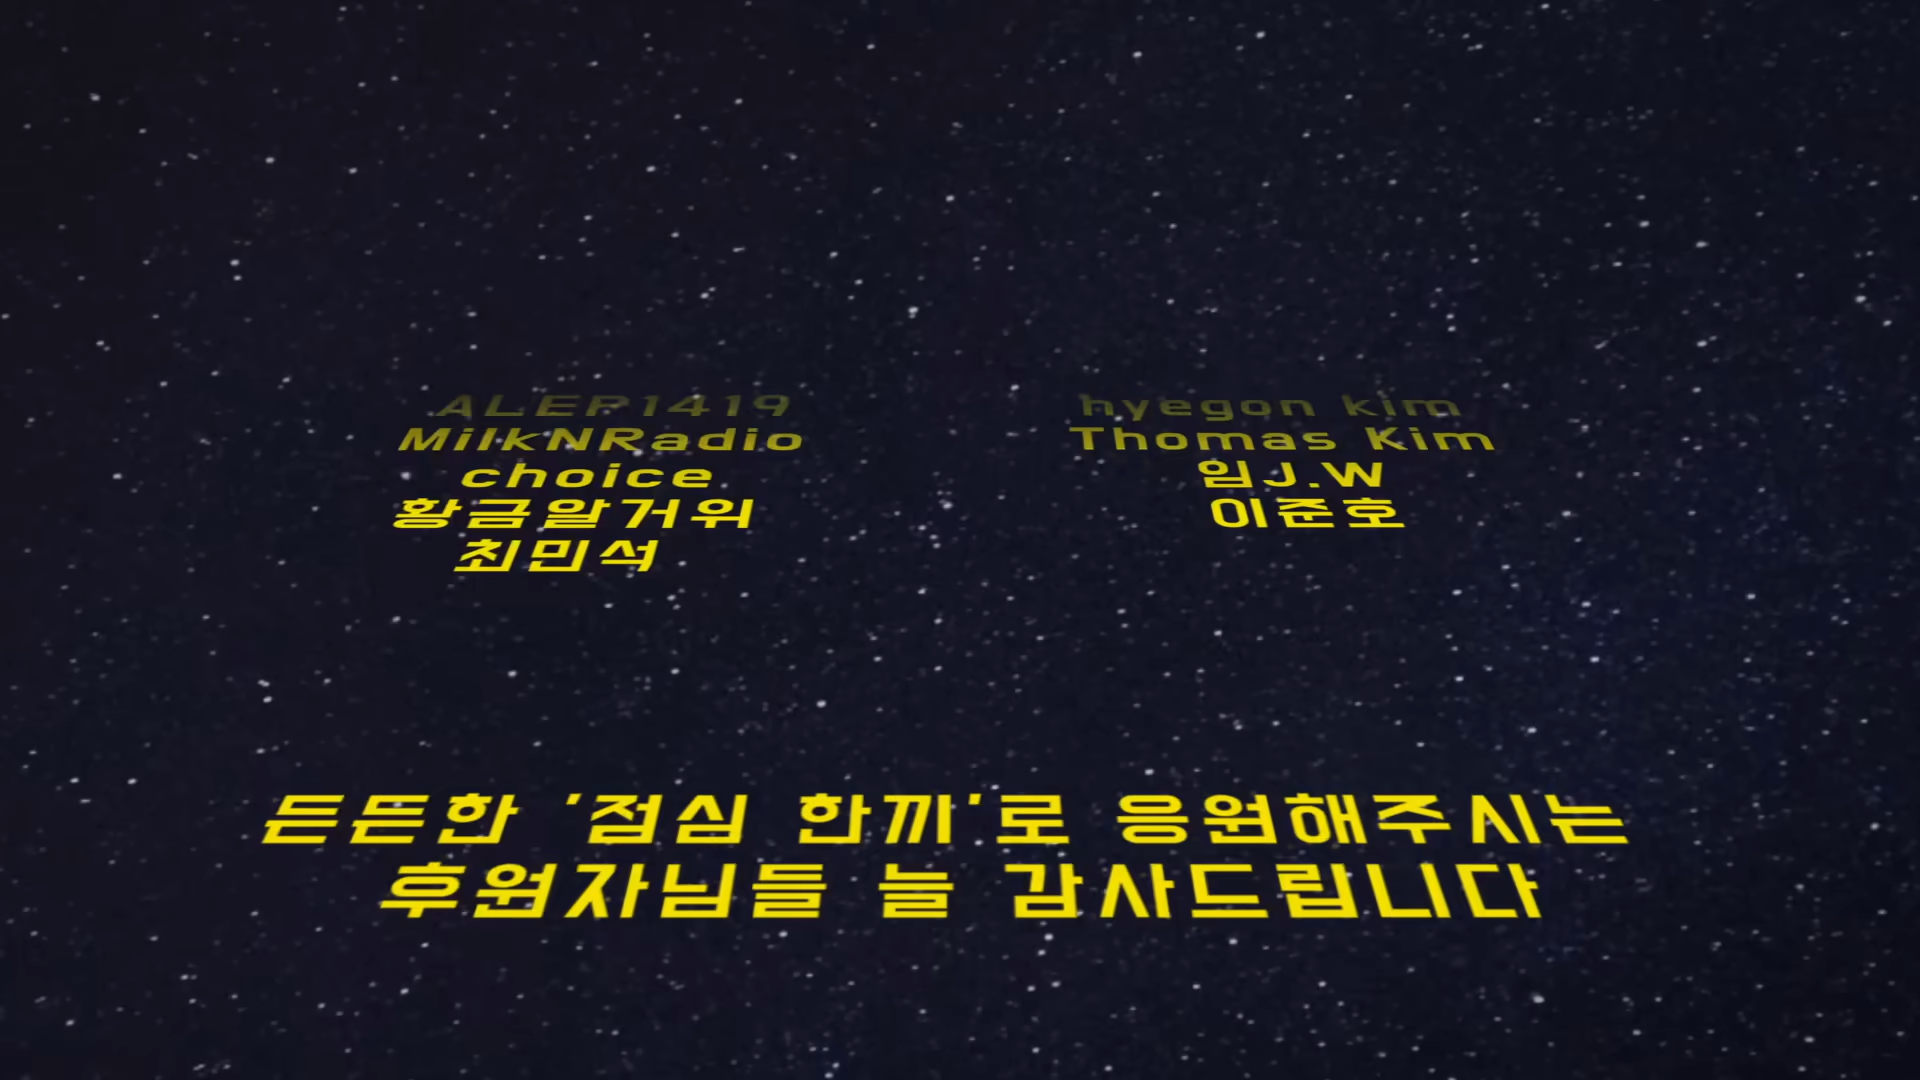 ALEP1419
MilkNRadio
choice
황금알거위
최민석
hyegon kim
Thomas Kim
임J.W
이준호
든든한 '점심 한끼'로 응원해주시는
후원자님들 늘 감사드립니다